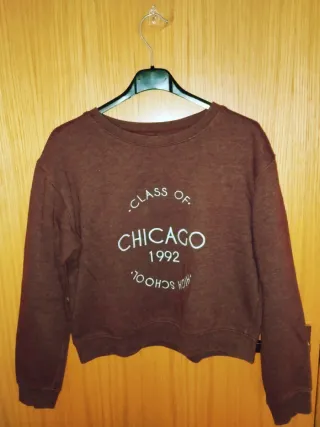 ·CLASS OF·
CHICAGO
1992
·HIGH SCHOOL·